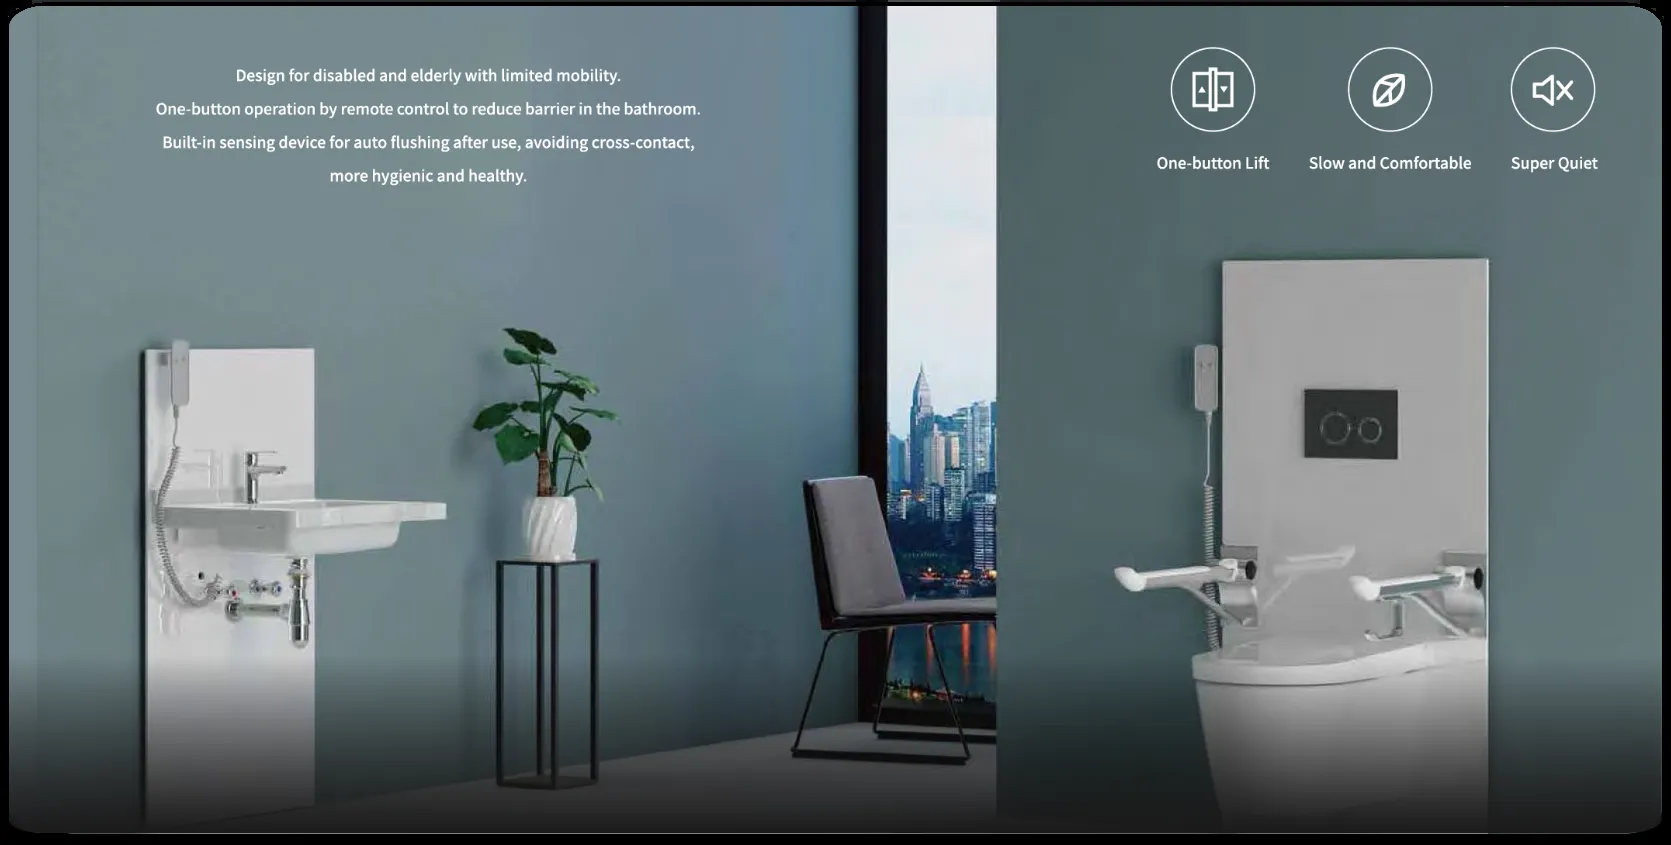 Design for disabled and elderly with limited mobility.
One-button operation by remote control to reduce barrier in the bathroom.
Built-in sensing device for auto flushing after use, avoiding cross-contact,
more hygienic and healthy.
One-button Lift
Slow and Comfortable
Super Quiet